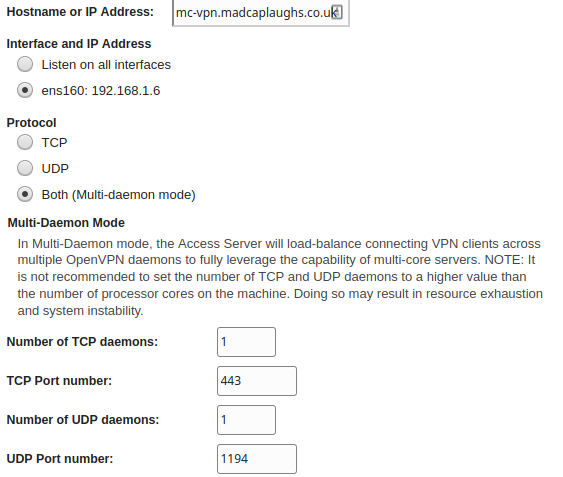 Hostname or IP Address: mc-vpn.madcaplaughs.co.uk
Interface and IP Address
Listen on all interfaces
ens160: 192.168.1.6
Protocol
TCP
UDP
Both (Multi-daemon mode)
Multi-Daemon Mode
In Multi-Daemon mode, the Access Server will load-balance connecting VPN clients across
multiple OpenVPN daemons to fully leverage the capability of multi-core servers. NOTE: It
is not recommended to set the number of TCP and UDP daemons to a higher value than
the number of processor cores on the machine. Doing so may result in resource exhaustion
and system instability.
Number of TCP daemons: 1
TCP Port number: 443
Number of UDP daemons: 1
UDP Port number: 1194